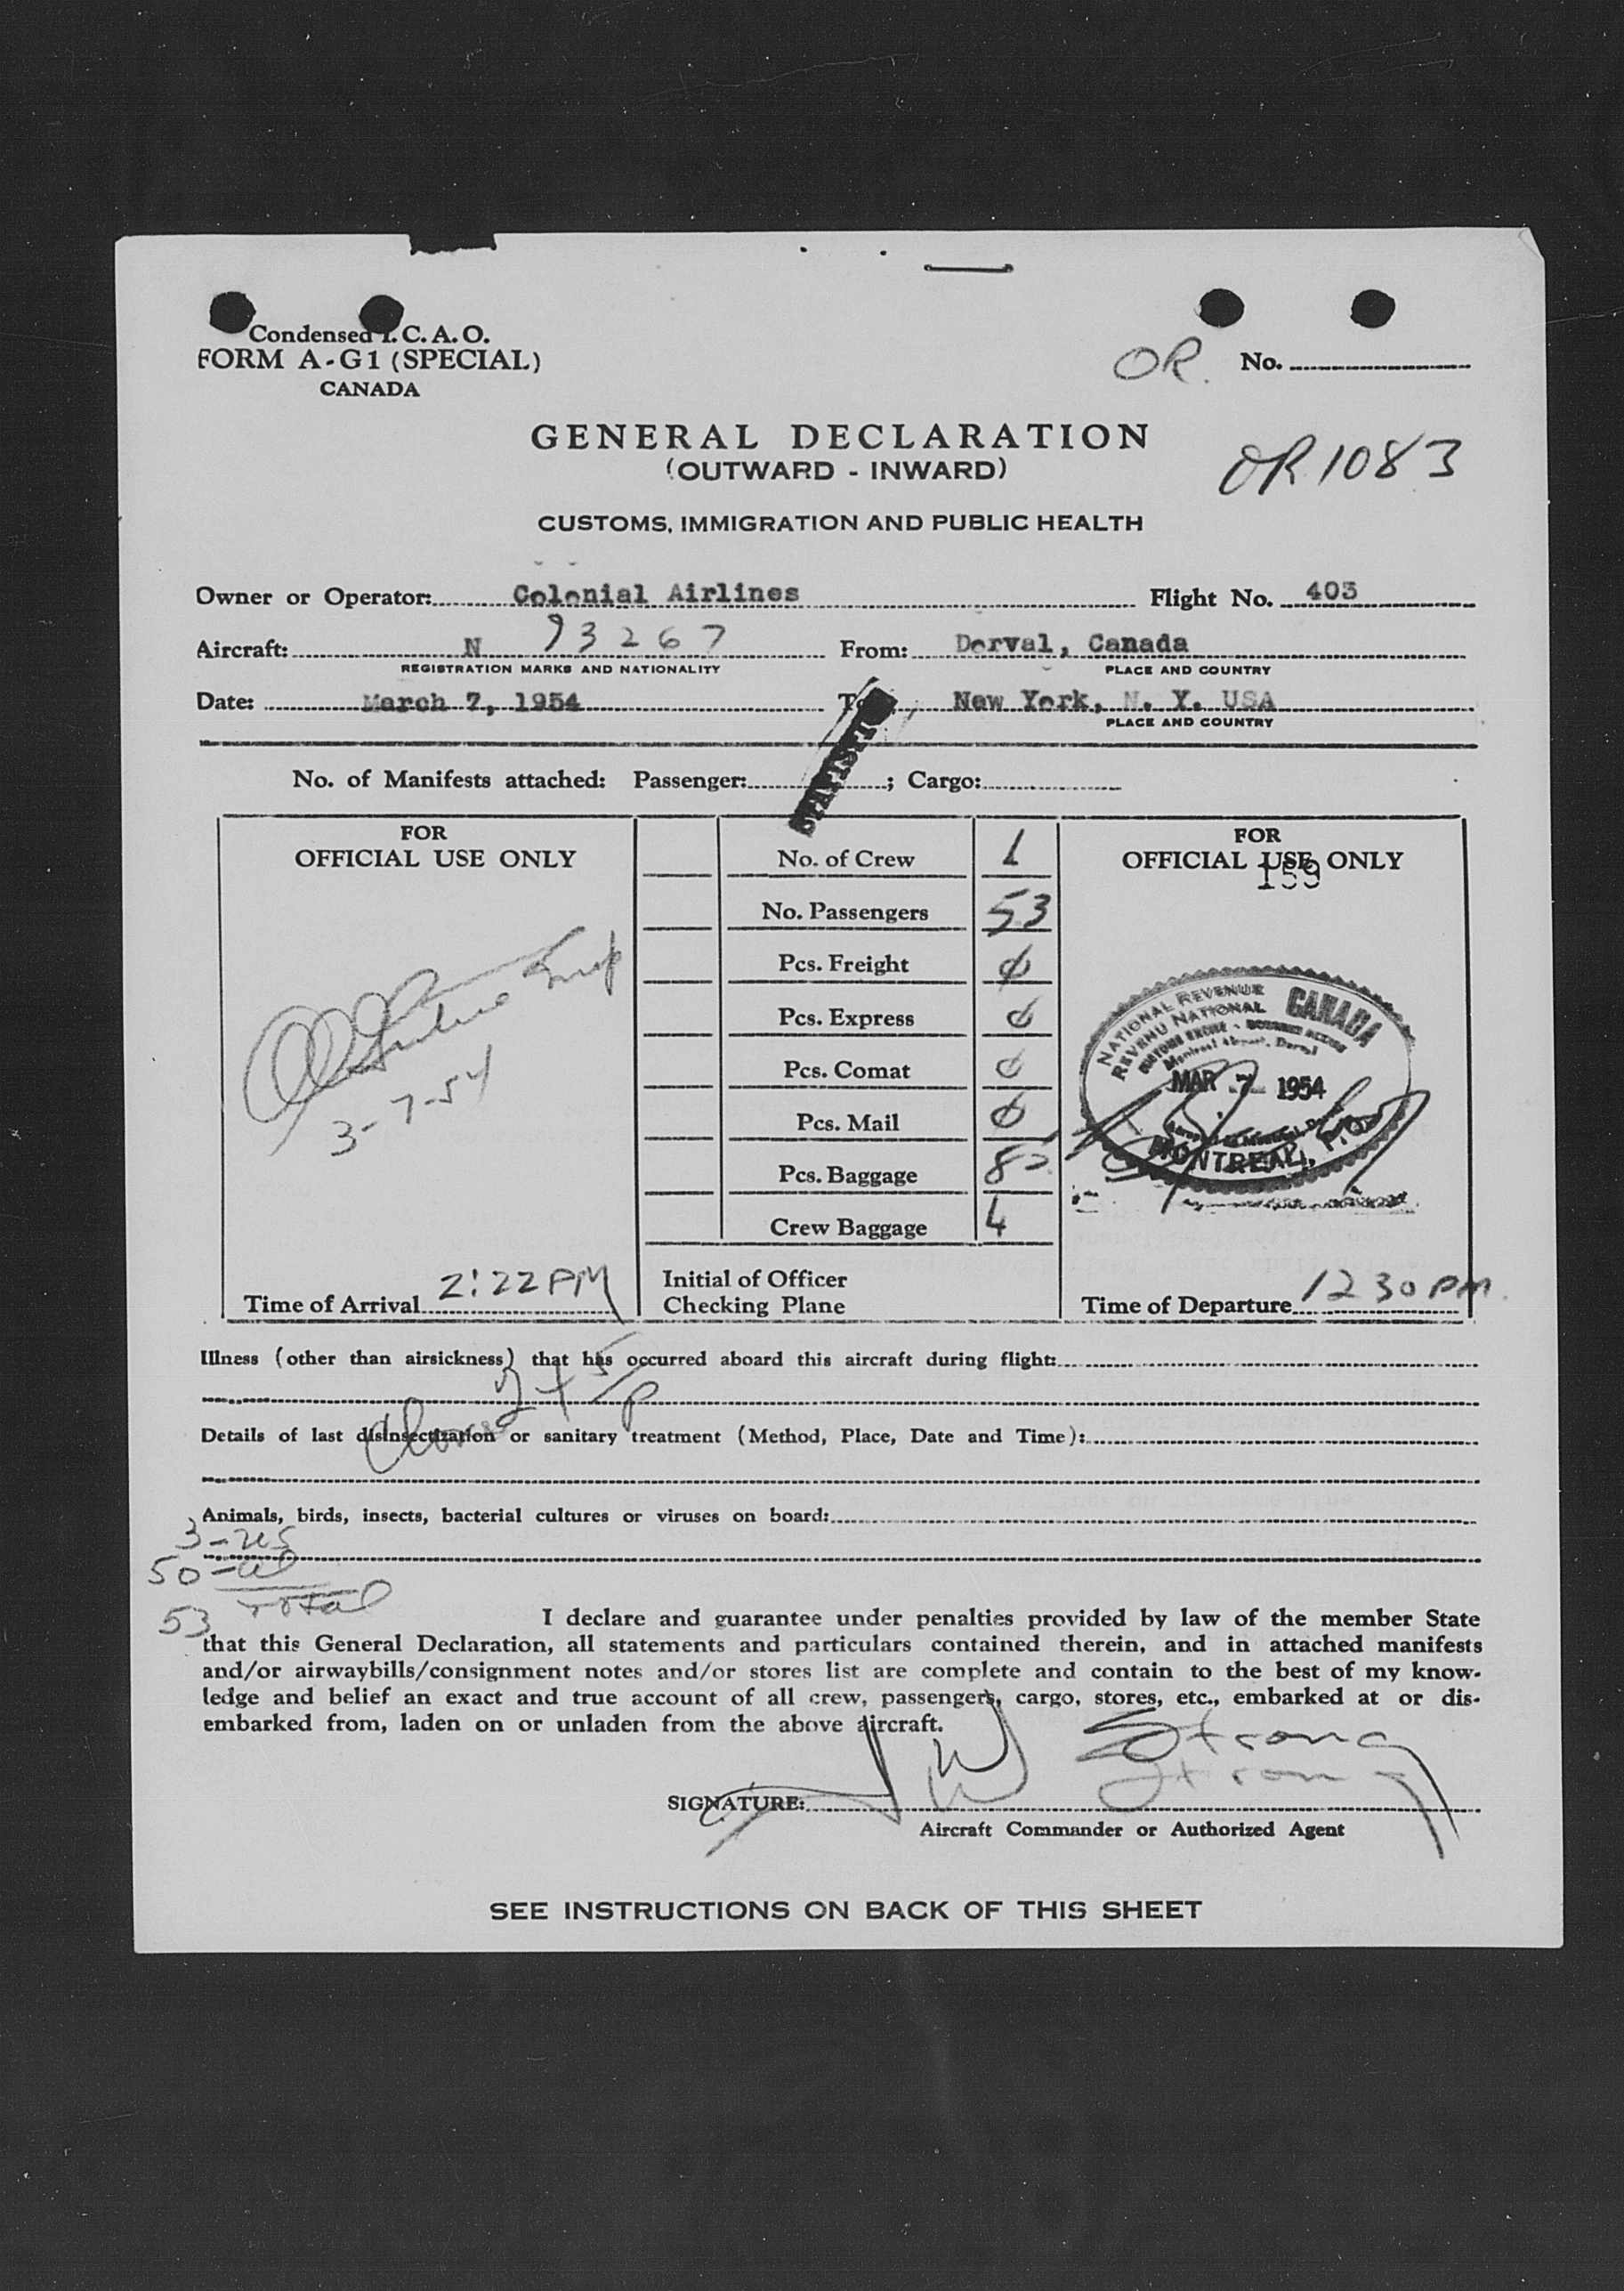 Condensed I. C. A. O.
FORM A-G1 (SPECIAL)
CANADA
OR. No.
GENERAL DECLARATION
(OUTWARD - INWARD)
OR 1083
CUSTOMS, IMMIGRATION AND PUBLIC HEALTH
Owner or Operator: Colonial Airlines Flight No. 403
Aircraft: N 93267 From: Dorval, Canada
REGISTRATION MARKS AND NATIONALITY PLACE AND COUNTRY
Date: March 7, 1954 To: New York, N. Y. USA
PLACE AND COUNTRY
STATISTI
No. of Manifests attached: Passenger: ; Cargo:
FOR
OFFICIAL USE ONLY
3-7-54
Time of Arrival 2:22 PM
No. of Crew 1
No. Passengers 53
Pcs. Freight ϕ
Pcs. Express ϕ
Pcs. Comat ϕ
Pcs. Mail ϕ
Pcs. Baggage
Crew Baggage 4
Initial of Officer
Checking Plane
FOR
OFFICIAL USE ONLY
159
NATIONAL REVENUE
REVENU NATIONAL
CANADA
MAR 7 1954
MONTREAL, P.Q.
Time of Departure 12 30 PM.
Illness (other than airsickness) that has occurred aboard this aircraft during flight:
Details of last disinsectization or sanitary treatment (Method, Place, Date and Time):
Animals, birds, insects, bacterial cultures or viruses on board:
3-res
50-al
53 Total
I declare and guarantee under penalties provided by law of the member State
that this General Declaration, all statements and particulars contained therein, and in attached manifests
and/or airwaybills/consignment notes and/or stores list are complete and contain to the best of my know-
ledge and belief an exact and true account of all crew, passengers, cargo, stores, etc., embarked at or dis-
embarked from, laden on or unladen from the above aircraft.
SIGNATURE: W Strong
Strong
Aircraft Commander or Authorized Agent
SEE INSTRUCTIONS ON BACK OF THIS SHEET